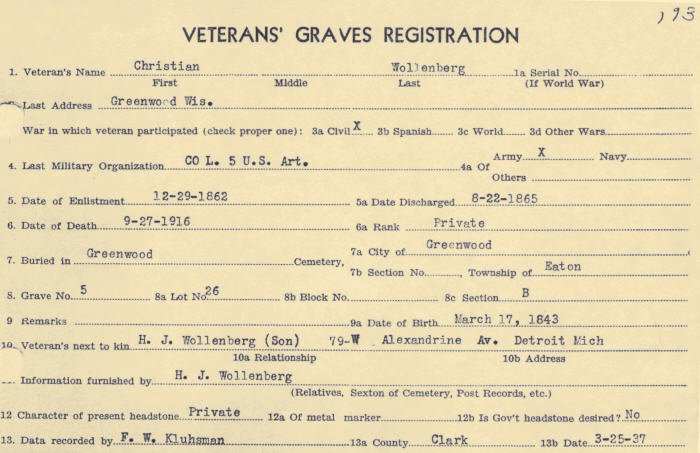 193
VETERANS' GRAVES REGISTRATION
1. Veteran's Name Christian Wollenberg 1a Serial No.
First Middle Last (If World War)
Last Address Greenwood Wis.
War in which veteran participated (check proper one): 3a Civil X 3b Spanish 3c World 3d Other Wars
4. Last Military Organization CO L. 5 U.S. Art. 4a Of Army X Navy
Others
5. Date of Enlistment 12-29-1862 5a Date Discharged 8-22-1865
6. Date of Death 9-27-1916 6a Rank Private
7. Buried in Greenwood Cemetery, 7a City of Greenwood
7b Section No. , Township of Eaton
8. Grave No. 5 8a Lot No. 26 8b Block No. 8c Section B
9 Remarks 9a Date of Birth March 17, 1843
10. Veteran's next to kin H. J. Wollenberg (Son) 79-W Alexandrine Av. Detroit Mich
10a Relationship 10b Address
Information furnished by H. J. Wollenberg
(Relatives, Sexton of Cemetery, Post Records, etc.)
12 Character of present headstone Private 12a Of metal marker 12b Is Gov't headstone desired? No
13. Data recorded by F. W. Kluhsman 13a County Clark 13b Date 3-25-37